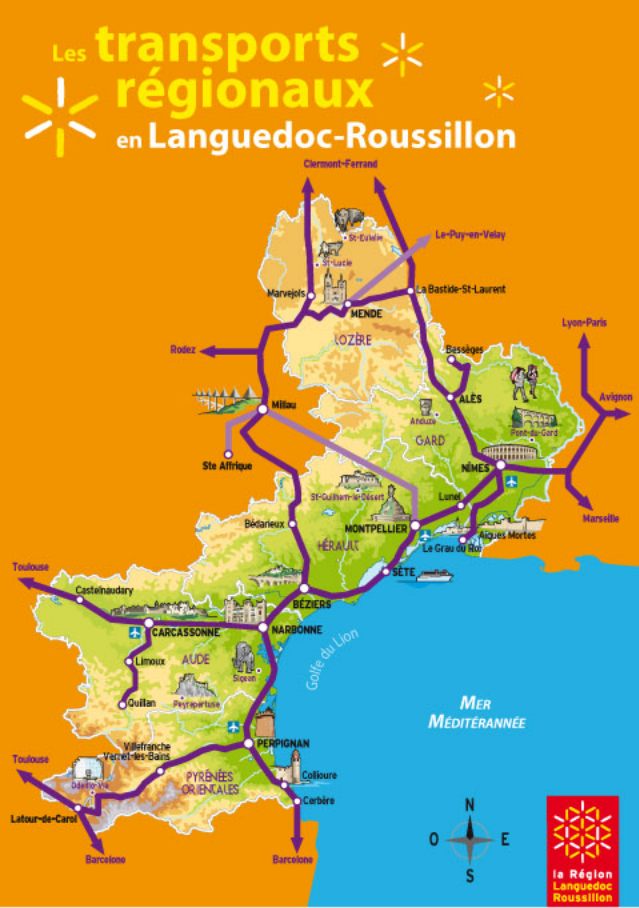 Les transports
régionaux
en Languedoc-Roussillon
Clermont-Ferrand
St-Eulalie
Le-Puy-en-Velay
St-Lucie
Marvejols
La Bastide-St-Laurent
MENDE
Lyon-Paris
LOZÈRE
Rodez
Bessèges
Avignon
ALÈS
Millau
Anduze
Pont-du-Gard
GARD
Ste Affrique
NÎMES
St-Guilhem-le-Désert
Lunel
Marseille
Bédarieux
MONTPELLIER
Aigues Mortes
HÉRAULT
Le Grau du Roi
Toulouse
SÈTE
Castelnaudary
BÉZIERS
CARCASSONNE
NARBONNE
Golfe du Lion
Limoux
AUDE
Sigean
Quillan
Peyrepertuse
MER
MÉDITÉRANNÉE
Villefranche
Vernet-les-Bains
PERPIGNAN
Toulouse
PYRÉNÉES
ORIENTALES
Collioure
Cerbère
Latour-de-Carol
N
O
E
S
Barcelone
Barcelone
la Région
Languedoc
Roussillon